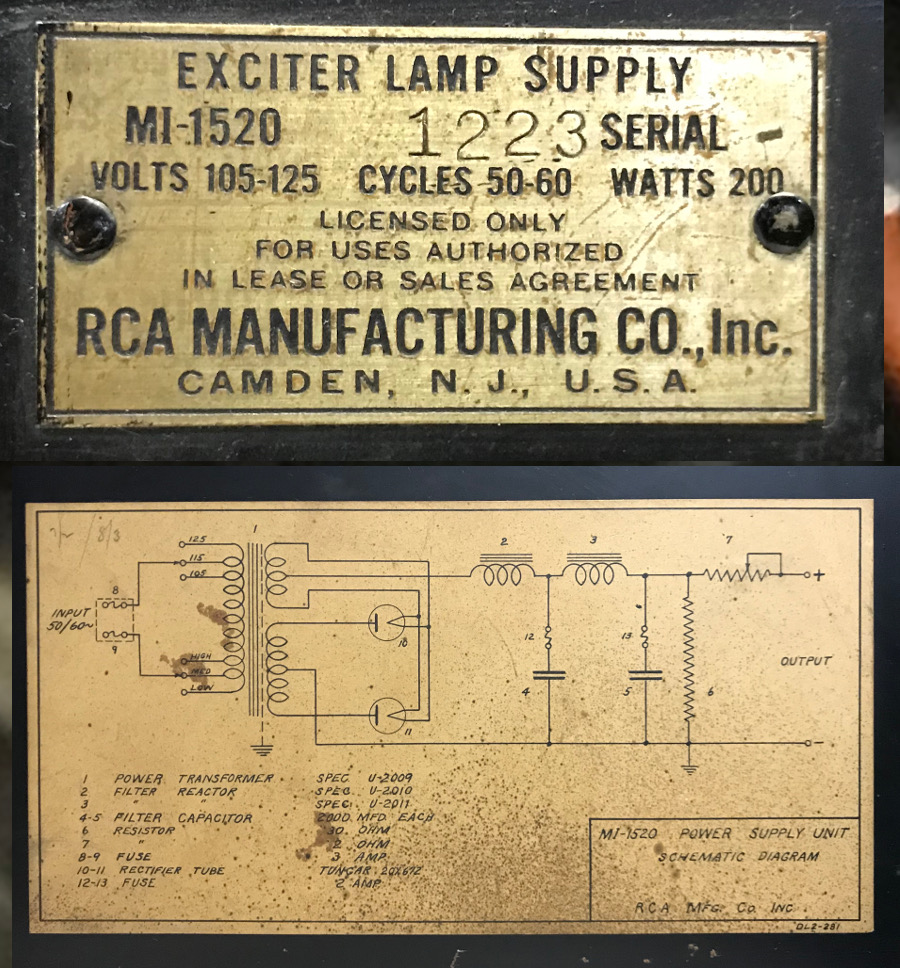 EXCITER LAMP SUPPLY
MI-1520 1223 SERIAL
VOLTS 105-125 CYCLES 50-60 WATTS 200
LICENSED ONLY
FOR USES AUTHORIZED
IN LEASE OR SALES AGREEMENT
RCA MANUFACTURING CO., Inc.
CAMDEN, N. J., U. S. A.
125
1
115
105
2
3
7
+
8
INPUT
50/60~
9
10
12
13
OUTPUT
HIGH
MED
LOW
4
5
6
11
-
1 POWER TRANSFORMER SPEC U-2009
2 FILTER REACTOR SPEC. U-2010
3 " " SPEC. U-2011
4-5 FILTER CAPACITOR 2000 MFD EACH
6 RESISTOR 30 OHM
7 " 2 OHM
8-9 FUSE 3 AMP
10-11 RECTIFIER TUBE TUNGAR 20X672
12-13 FUSE 2 AMP
MI-1520 POWER SUPPLY UNIT
SCHEMATIC DIAGRAM
RCA MFG. Co INC
DL2-281